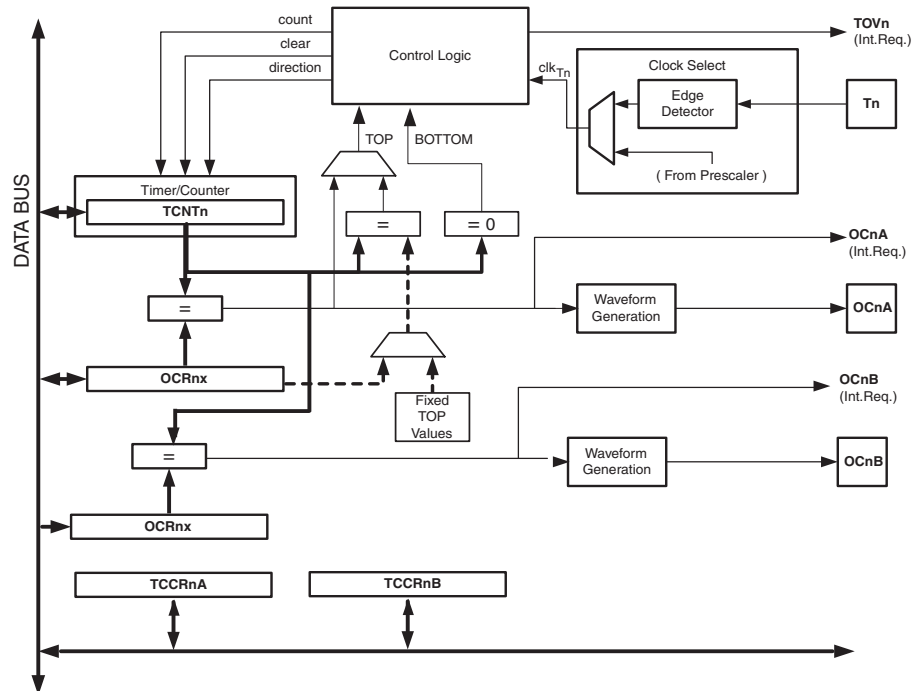 count
clear
direction
Control Logic
TOVn
(Int.Req.)
clkTn
Clock Select
Edge
Detector
Tn
( From Prescaler )
TOP
BOTTOM
Timer/Counter
TCNTn
DATA BUS
=
= 0
OCnA
(Int.Req.)
=
Waveform
Generation
OCnA
OCRnx
Fixed
TOP
Values
OCnB
(Int.Req.)
=
Waveform
Generation
OCnB
OCRnx
TCCRnA
TCCRnB